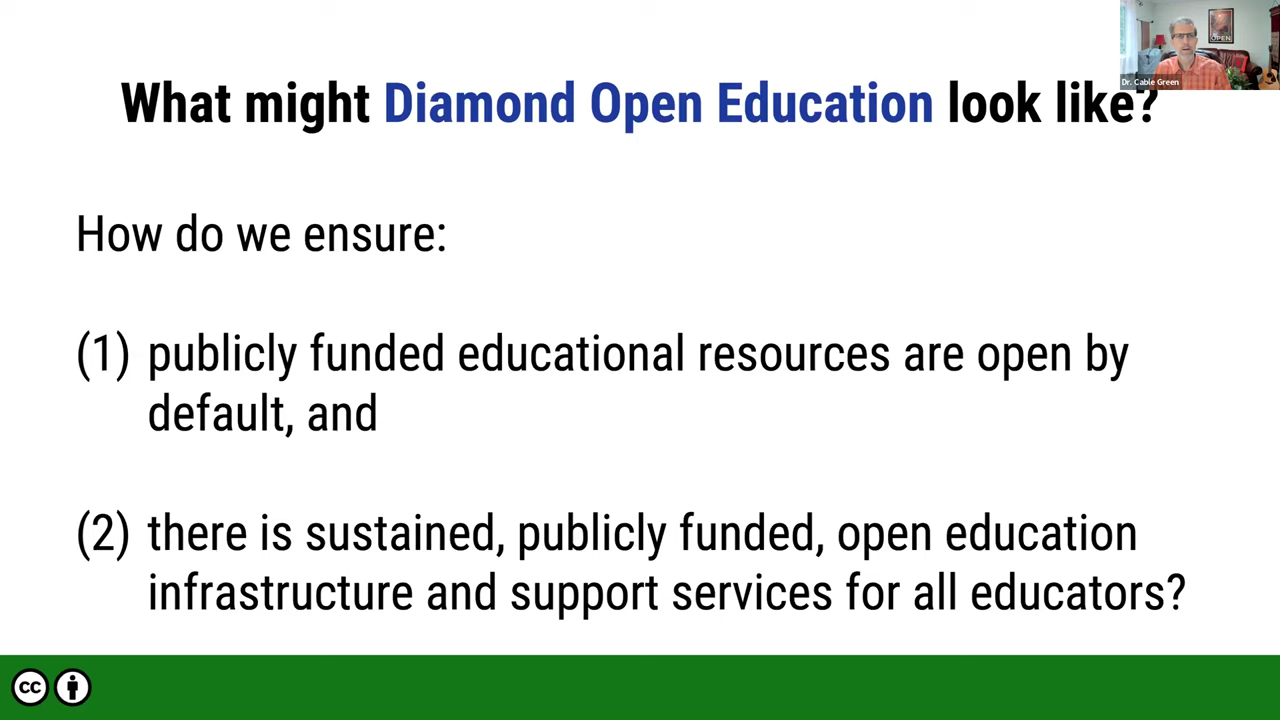 What might Diamond Open Education look like?
OPEN
Dr. Cable Green
How do we ensure:
(1) publicly funded educational resources are open by
default, and
(2) there is sustained, publicly funded, open education
infrastructure and support services for all educators?
cc